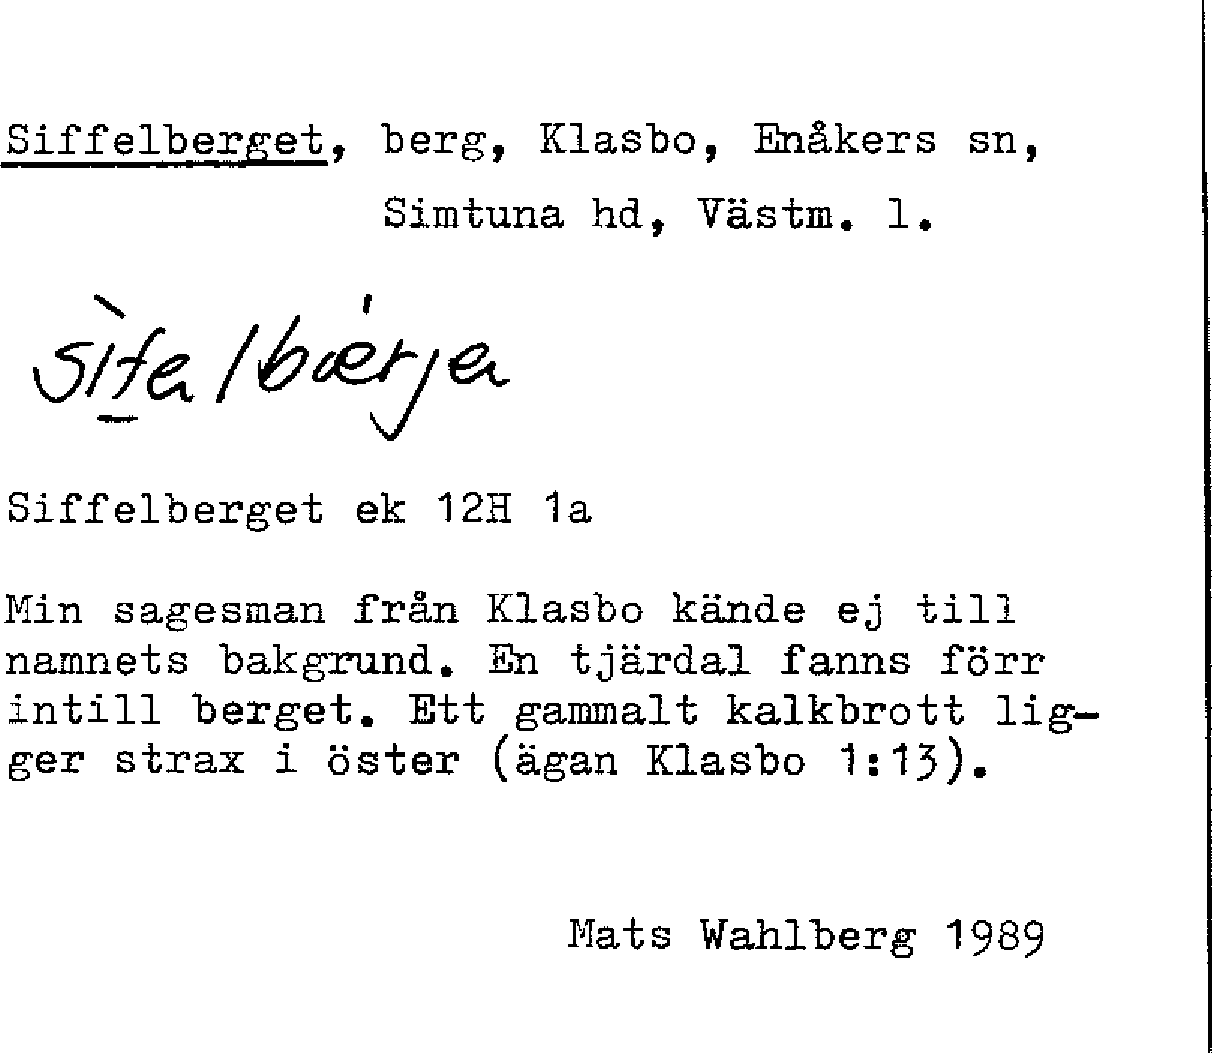 Siffelberget, berg, Klasbo, Enåkers sn,
Simtuna hd, Västm. l.
sìfa lbǽrja
Siffelberget ek 12H 1a
Min sagesman från Klasbo kände ej till
namnets bakgrund. En tjärdal fanns förr
intill berget. Ett gammalt kalkbrott lig-
ger strax i öster (ägan Klasbo 1:13).
Mats Wahlberg 1989